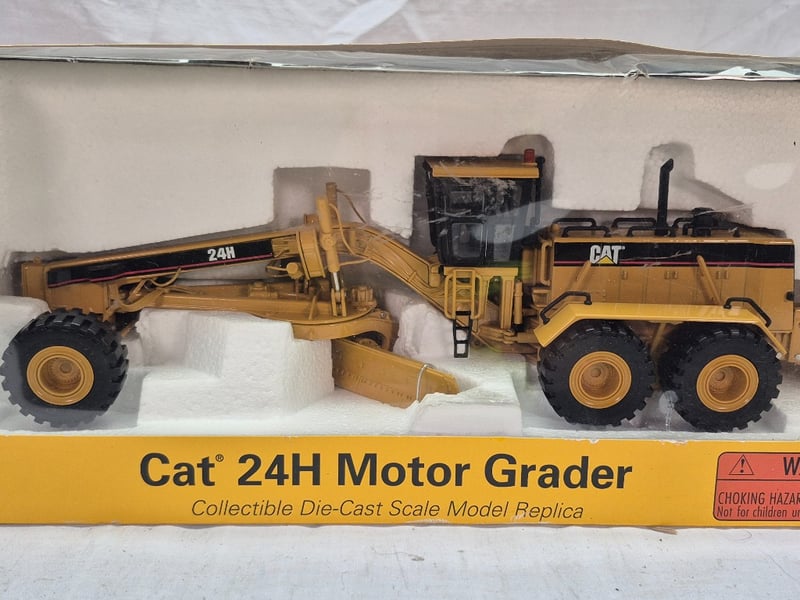 24H
CAT
Cat® 24H Motor Grader
Collectible Die-Cast Scale Model Replica
CHOKING HAZAR
Not for children